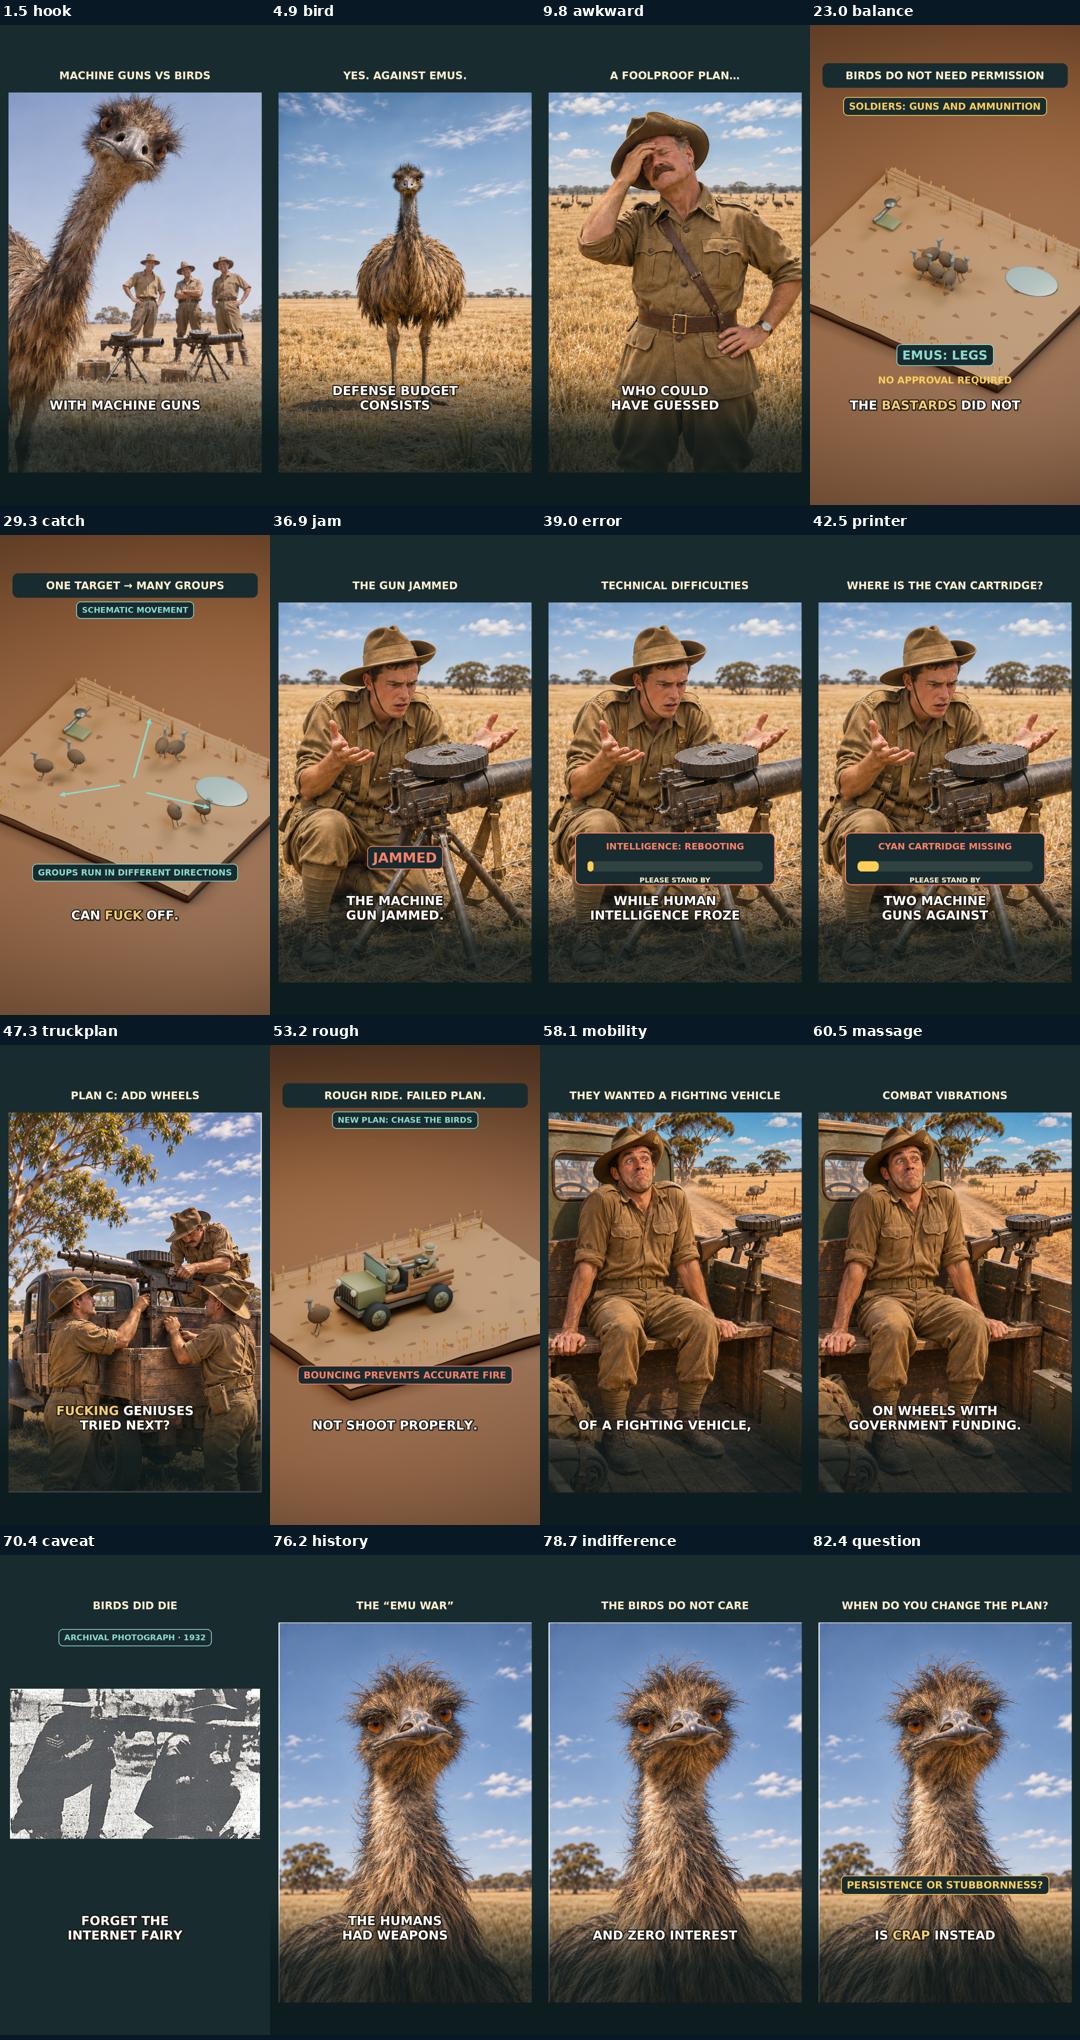 1.5 hook
MACHINE GUNS VS BIRDS
WITH MACHINE GUNS
4.9 bird
YES. AGAINST EMUS.
DEFENSE BUDGET
CONSISTS
9.8 awkward
A FOOLPROOF PLAN…
WHO COULD
HAVE GUESSED
23.0 balance
BIRDS DO NOT NEED PERMISSION
SOLDIERS: GUNS AND AMMUNITION
EMUS: LEGS
NO APPROVAL REQUIRED
THE BASTARDS DID NOT
29.3 catch
ONE TARGET → MANY GROUPS
SCHEMATIC MOVEMENT
GROUPS RUN IN DIFFERENT DIRECTIONS
CAN FUCK OFF.
36.9 jam
THE GUN JAMMED
JAMMED
THE MACHINE
GUN JAMMED.
39.0 error
TECHNICAL DIFFICULTIES
INTELLIGENCE: REBOOTING
PLEASE STAND BY
WHILE HUMAN
INTELLIGENCE FROZE
42.5 printer
WHERE IS THE CYAN CARTRIDGE?
CYAN CARTRIDGE MISSING
PLEASE STAND BY
TWO MACHINE
GUNS AGAINST
47.3 truckplan
PLAN C: ADD WHEELS
FUCKING GENIUSES
TRIED NEXT?
53.2 rough
ROUGH RIDE. FAILED PLAN.
NEW PLAN: CHASE THE BIRDS
BOUNCING PREVENTS ACCURATE FIRE
NOT SHOOT PROPERLY.
58.1 mobility
THEY WANTED A FIGHTING VEHICLE
OF A FIGHTING VEHICLE,
60.5 massage
COMBAT VIBRATIONS
ON WHEELS WITH
GOVERNMENT FUNDING.
70.4 caveat
BIRDS DID DIE
ARCHIVAL PHOTOGRAPH · 1932
FORGET THE
INTERNET FAIRY
76.2 history
THE “EMU WAR”
THE HUMANS
HAD WEAPONS
78.7 indifference
THE BIRDS DO NOT CARE
AND ZERO INTEREST
82.4 question
WHEN DO YOU CHANGE THE PLAN?
PERSISTENCE OR STUBBORNNESS?
IS CRAP INSTEAD